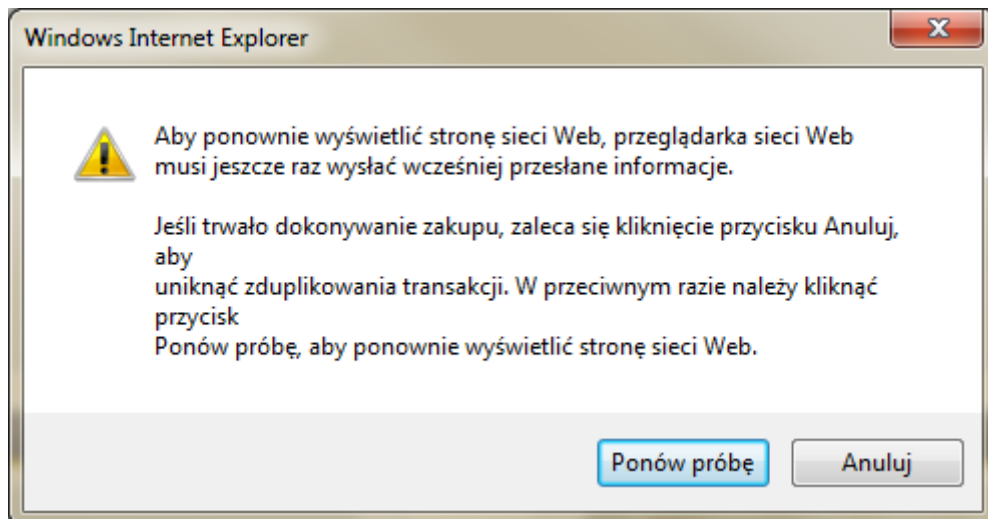 Windows Internet Explorer
Aby ponownie wyświetlić stronę sieci Web, przeglądarka sieci Web
musi jeszcze raz wysłać wcześniej przesłane informacje.
Jeśli trwało dokonywanie zakupu, zaleca się kliknięcie przycisku Anuluj,
aby
uniknąć zduplikowania transakcji. W przeciwnym razie należy kliknąć
przycisk
Ponów próbę, aby ponownie wyświetlić stronę sieci Web.
Ponów próbę Anuluj